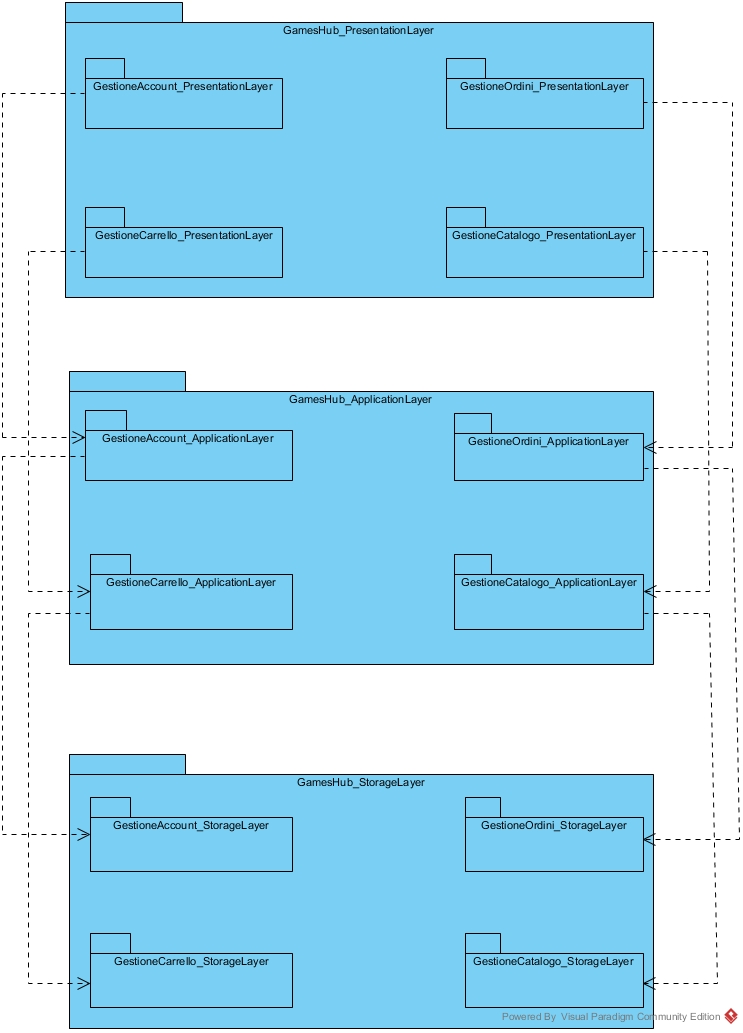 GamesHub_PresentationLayer
GestioneAccount_PresentationLayer
GestioneOrdini_PresentationLayer
GestioneCarrello_PresentationLayer
GestioneCatalogo_PresentationLayer
GamesHub_ApplicationLayer
GestioneAccount_ApplicationLayer
GestioneOrdini_ApplicationLayer
GestioneCarrello_ApplicationLayer
GestioneCatalogo_ApplicationLayer
GamesHub_StorageLayer
GestioneAccount_StorageLayer
GestioneOrdini_StorageLayer
GestioneCarrello_StorageLayer
GestioneCatalogo_StorageLayer
Powered By Visual Paradigm Community Edition